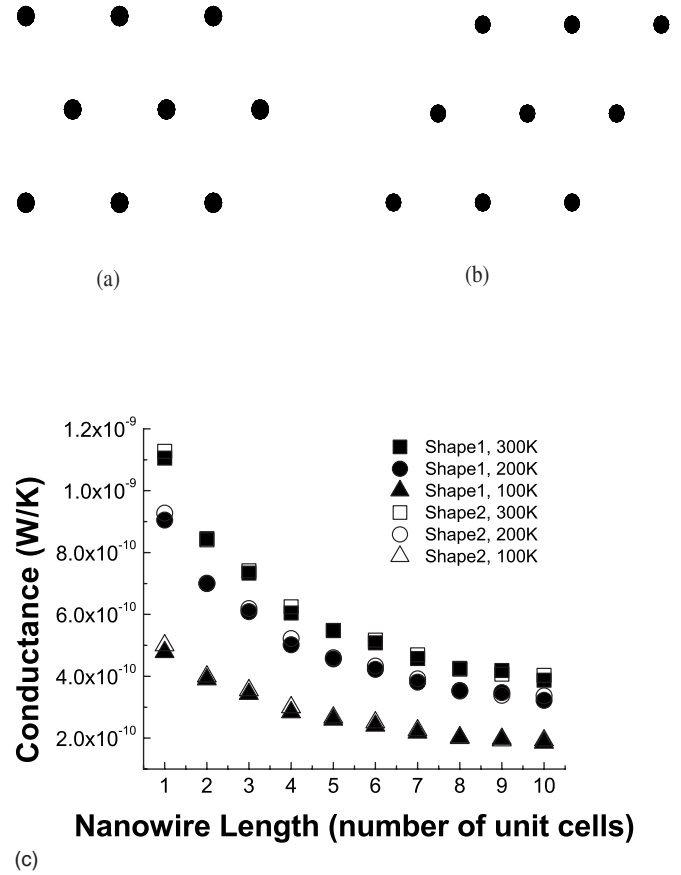 (a)
(b)
1.2x10⁻⁹
1.0x10⁻⁹
8.0x10⁻¹⁰
6.0x10⁻¹⁰
4.0x10⁻¹⁰
2.0x10⁻¹⁰
Conductance (W/K)
Shape1, 300K
Shape1, 200K
Shape1, 100K
Shape2, 300K
Shape2, 200K
Shape2, 100K
1 2 3 4 5 6 7 8 9 10
Nanowire Length (number of unit cells)
(c)